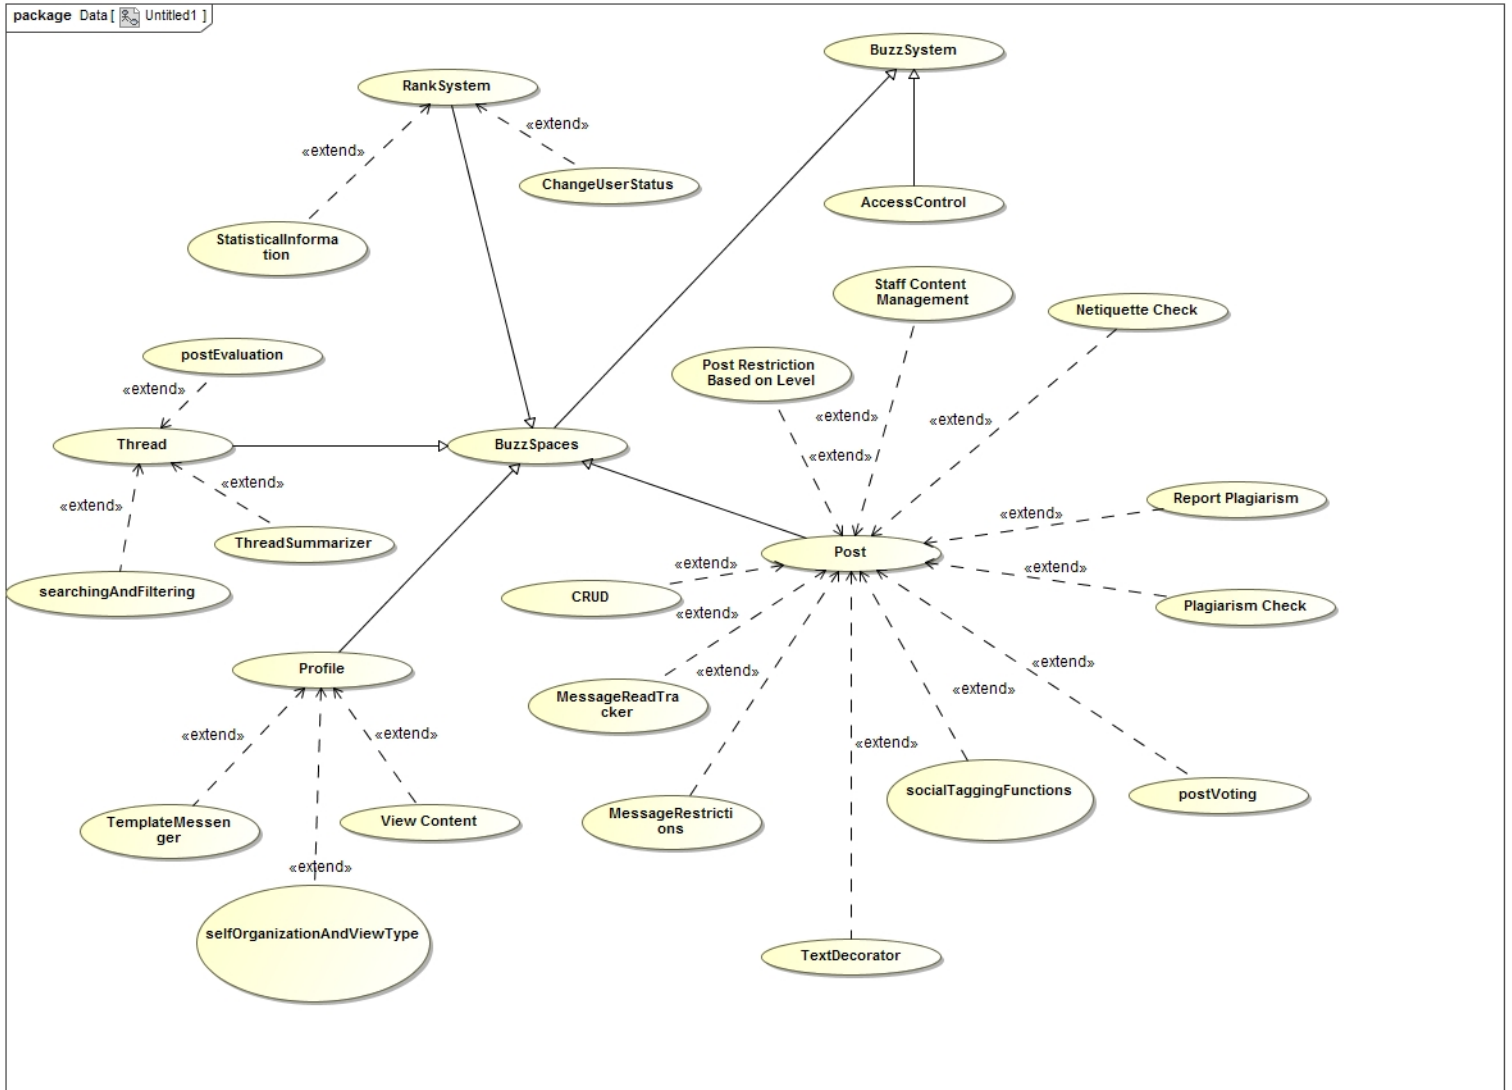 package Data [ Untitled1 ]
BuzzSystem
RankSystem
«extend»
«extend»
ChangeUserStatus
AccessControl
StatisticalInforma
tion
Staff Content
Management
Netiquette Check
postEvaluation
Post Restriction
Based on Level
«extend»
«extend»
«extend»
Thread
BuzzSpaces
«extend»
«extend»
«extend»
Report Plagiarism
«extend»
ThreadSummarizer
Post
«extend»
«extend»
searchingAndFiltering
CRUD
Plagiarism Check
«extend»
Profile
«extend»
«extend»
«extend»
MessageReadTra
cker
«extend»
«extend»
«extend»
socialTaggingFunctions
postVoting
TemplateMessen
ger
View Content
MessageRestricti
ons
«extend»
selfOrganizationAndViewType
TextDecorator